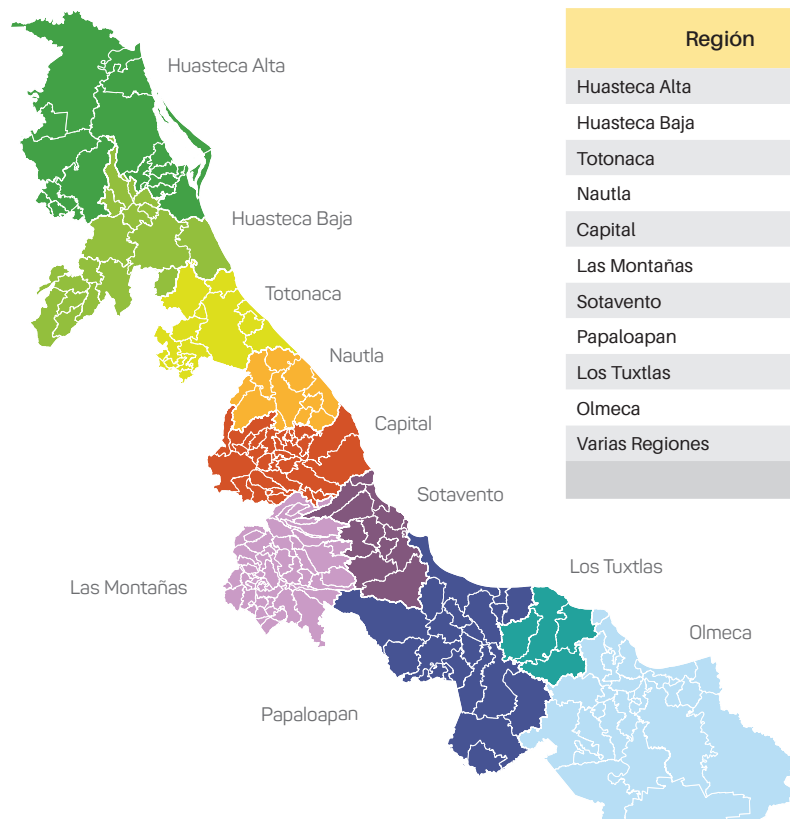 Huasteca Alta
Huasteca Baja
Totonaca
Nautla
Capital
Sotavento
Las Montañas
Los Tuxtlas
Olmeca
Papaloapan
Región
Huasteca Alta
Huasteca Baja
Totonaca
Nautla
Capital
Las Montañas
Sotavento
Papaloapan
Los Tuxtlas
Olmeca
Varias Regiones